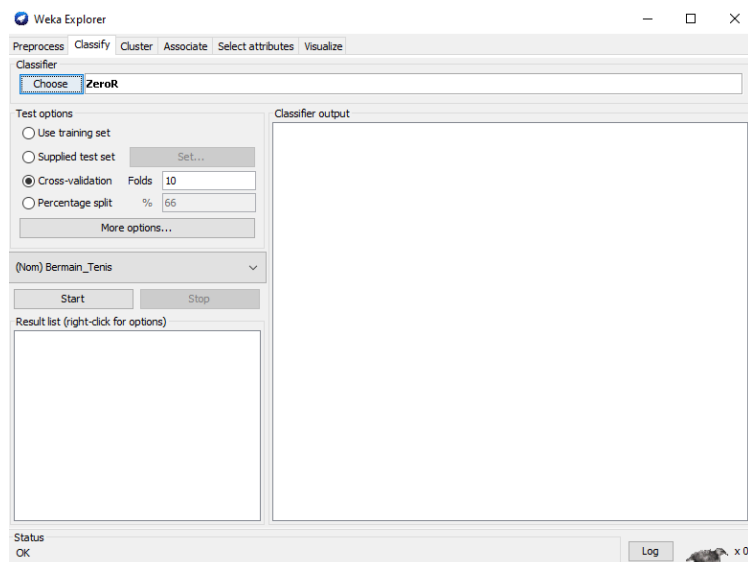 Weka Explorer
Preprocess Classify Cluster Associate Select attributes Visualize
Classifier
Choose ZeroR
Test options
Use training set
Supplied test set Set...
Cross-validation Folds 10
Percentage split % 66
More options...
(Nom) Bermain_Tenis
Start Stop
Result list (right-click for options)
Classifier output
Status
OK
Log x 0